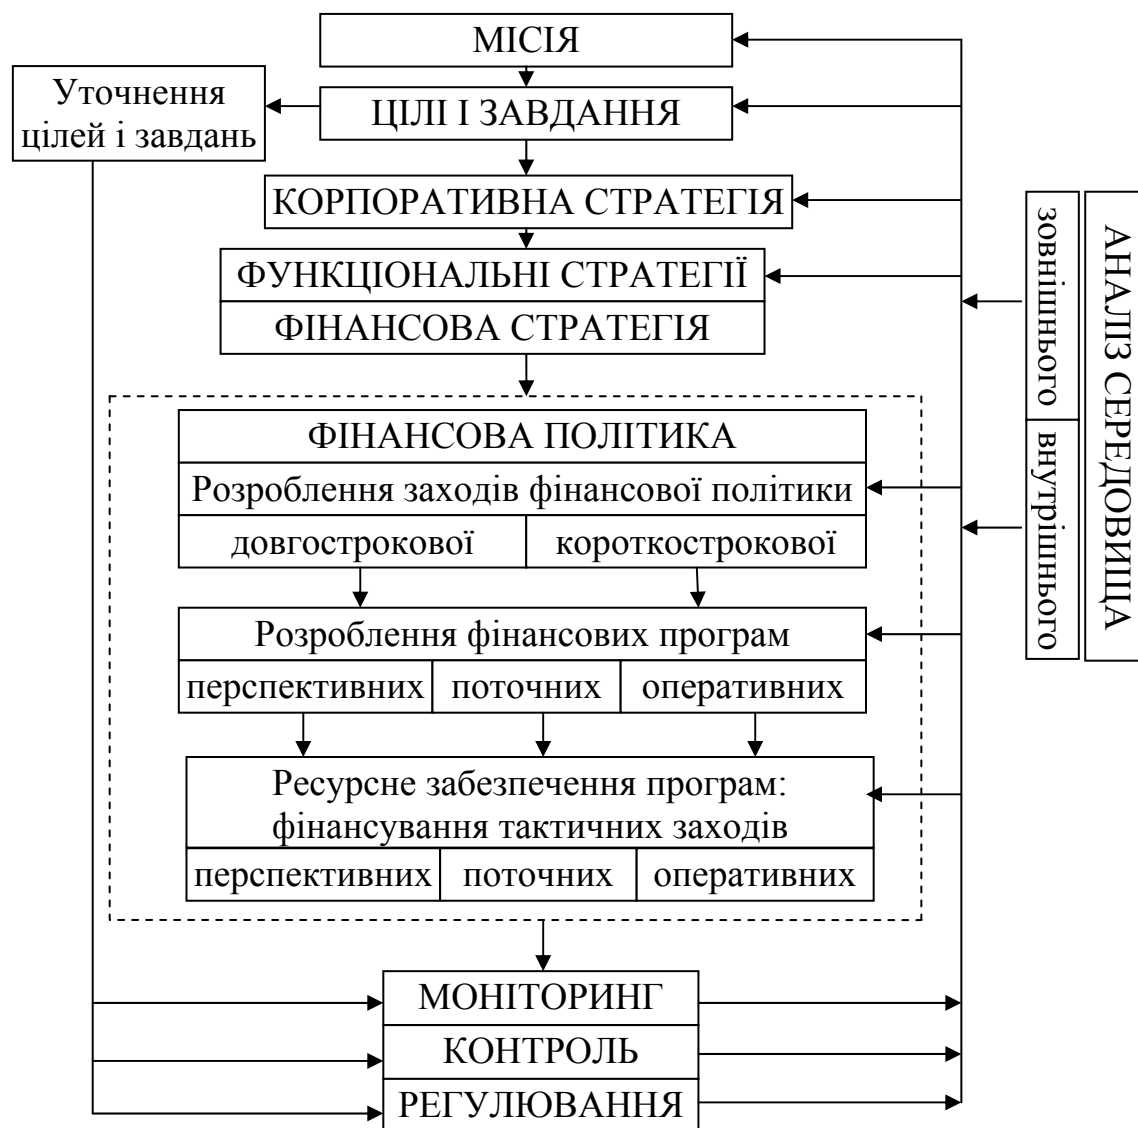 МІСІЯ
Уточнення
цілей і завдань
ЦІЛІ І ЗАВДАННЯ
КОРПОРАТИВНА СТРАТЕГІЯ
ФУНКЦІОНАЛЬНІ СТРАТЕГІЇ
ФІНАНСОВА СТРАТЕГІЯ
ФІНАНСОВА ПОЛІТИКА
Розроблення заходів фінансової політики
довгострокової
короткострокової
Розроблення фінансових програм
перспективних
поточних
оперативних
Ресурсне забезпечення програм:
фінансування тактичних заходів
перспективних
поточних
оперативних
МОНІТОРИНГ
КОНТРОЛЬ
РЕГУЛЮВАННЯ
АНАЛІЗ СЕРЕДОВИЩА
зовнішнього
внутрішнього